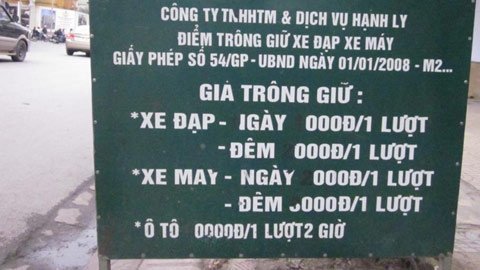 CÔNG TY TNHHTM & DỊCH VỤ HẠNH LY
ĐIỂM TRÔNG GIỮ XE ĐẠP XE MÁY
GIẤY PHÉP SỐ 54/GP - UBND NGÀY 01/01/2008 - M2...
GIÁ TRÔNG GIỮ :
*XE ĐẠP - NGÀY 000Đ/1 LƯỢT
- ĐÊM 000Đ/1 LƯỢT
*XE MÁY - NGÀY 000Đ/1 LƯỢT
- ĐÊM 000Đ/1 LƯỢT
*Ô TÔ 0000Đ/1 LƯỢT2 GIỜ